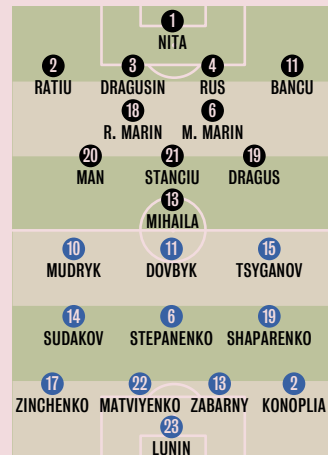 1
NITA
2 3 4 11
RATIU DRAGUSIN RUS BANCU
18 6
R. MARIN M. MARIN
20 21 19
MAN STANCIU DRAGUS
13
MIHAILA
10 11 15
MUDRYK DOVBYK TSYGANOV
14 6 19
SUDAKOV STEPANENKO SHAPARENKO
17 22 13 2
ZINCHENKO MATVIYENKO ZABARNY KONOPLIA
23
LUNIN